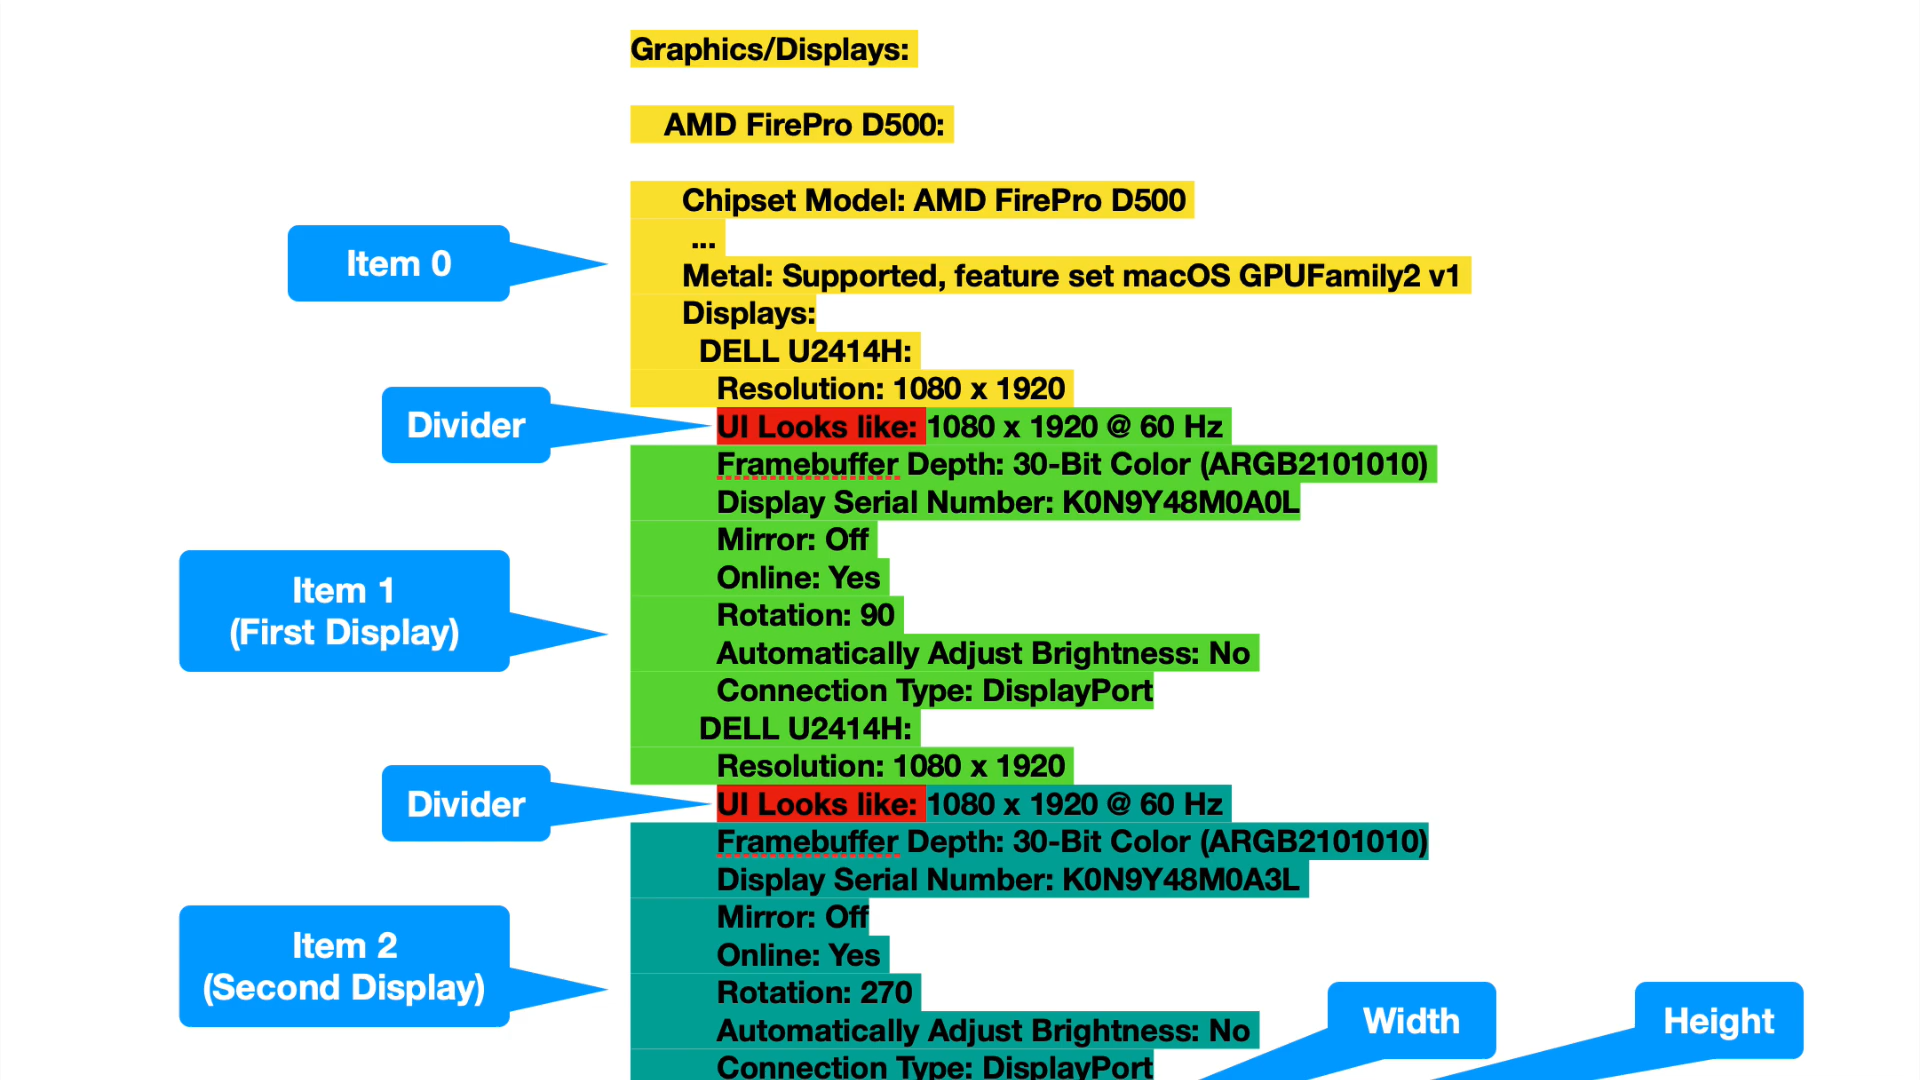 Graphics/Displays:
AMD FirePro D500:
Chipset Model: AMD FirePro D500
...
Item 0
Metal: Supported, feature set macOS GPUFamily2 v1
Displays:
DELL U2414H:
Resolution: 1080 x 1920
Divider
UI Looks like: 1080 x 1920 @ 60 Hz
Framebuffer Depth: 30-Bit Color (ARGB2101010)
Display Serial Number: K0N9Y48M0A0L
Mirror: Off
Online: Yes
Item 1
(First Display)
Rotation: 90
Automatically Adjust Brightness: No
Connection Type: DisplayPort
DELL U2414H:
Resolution: 1080 x 1920
Divider
UI Looks like: 1080 x 1920 @ 60 Hz
Framebuffer Depth: 30-Bit Color (ARGB2101010)
Display Serial Number: K0N9Y48M0A3L
Mirror: Off
Online: Yes
Item 2
(Second Display)
Rotation: 270
Automatically Adjust Brightness: No
Width
Height
Connection Type: DisplayPort